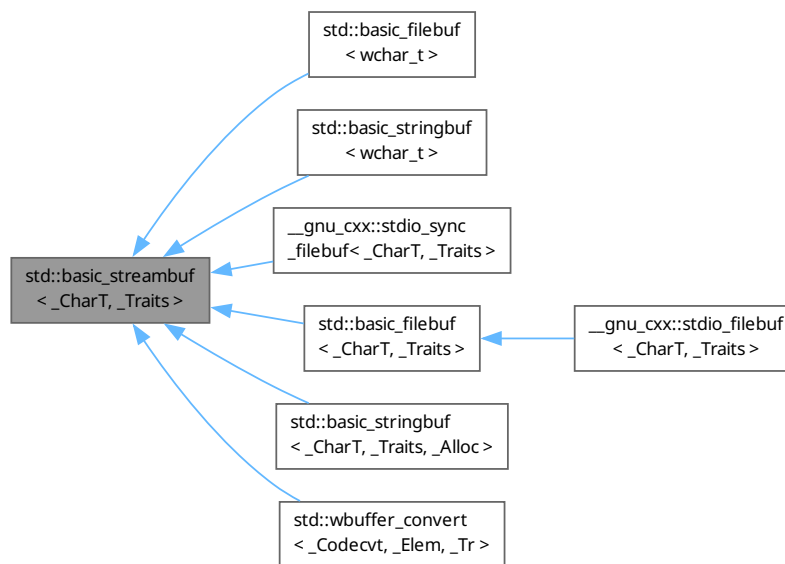 std::basic_filebuf
< wchar_t >
std::basic_stringbuf
< wchar_t >
__gnu_cxx::stdio_sync
_filebuf< _CharT, _Traits >
std::basic_streambuf
< _CharT, _Traits >
std::basic_filebuf
< _CharT, _Traits >
__gnu_cxx::stdio_filebuf
< _CharT, _Traits >
std::basic_stringbuf
< _CharT, _Traits, _Alloc >
std::wbuffer_convert
< _Codecvt, _Elem, _Tr >